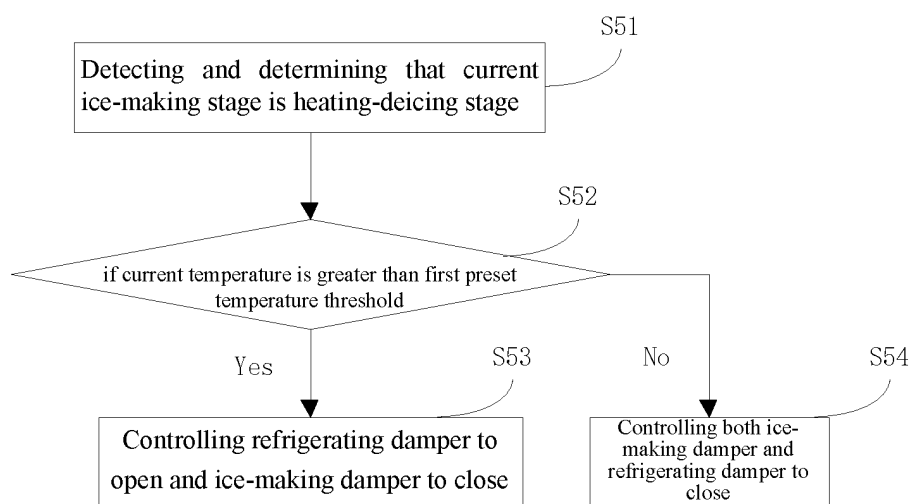 S51
Detecting and determining that current
ice-making stage is heating-deicing stage
S52
if current temperature is greater than first preset
temperature threshold
Yes
No
S53
S54
Controlling refrigerating damper to
open and ice-making damper to close
Controlling both ice-
making damper and
refrigerating damper to
close